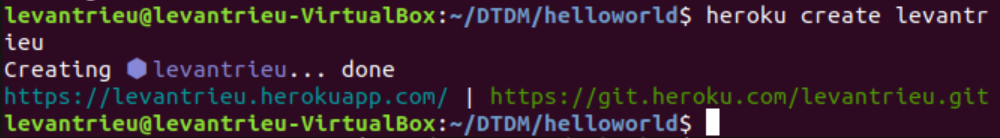 levantrieu@levantrieu-VirtualBox:~/DTDM/helloworld$ heroku create levantr
ieu
Creating ⬢ levantrieu... done
https://levantrieu.herokuapp.com/ | https://git.heroku.com/levantrieu.git
levantrieu@levantrieu-VirtualBox:~/DTDM/helloworld$